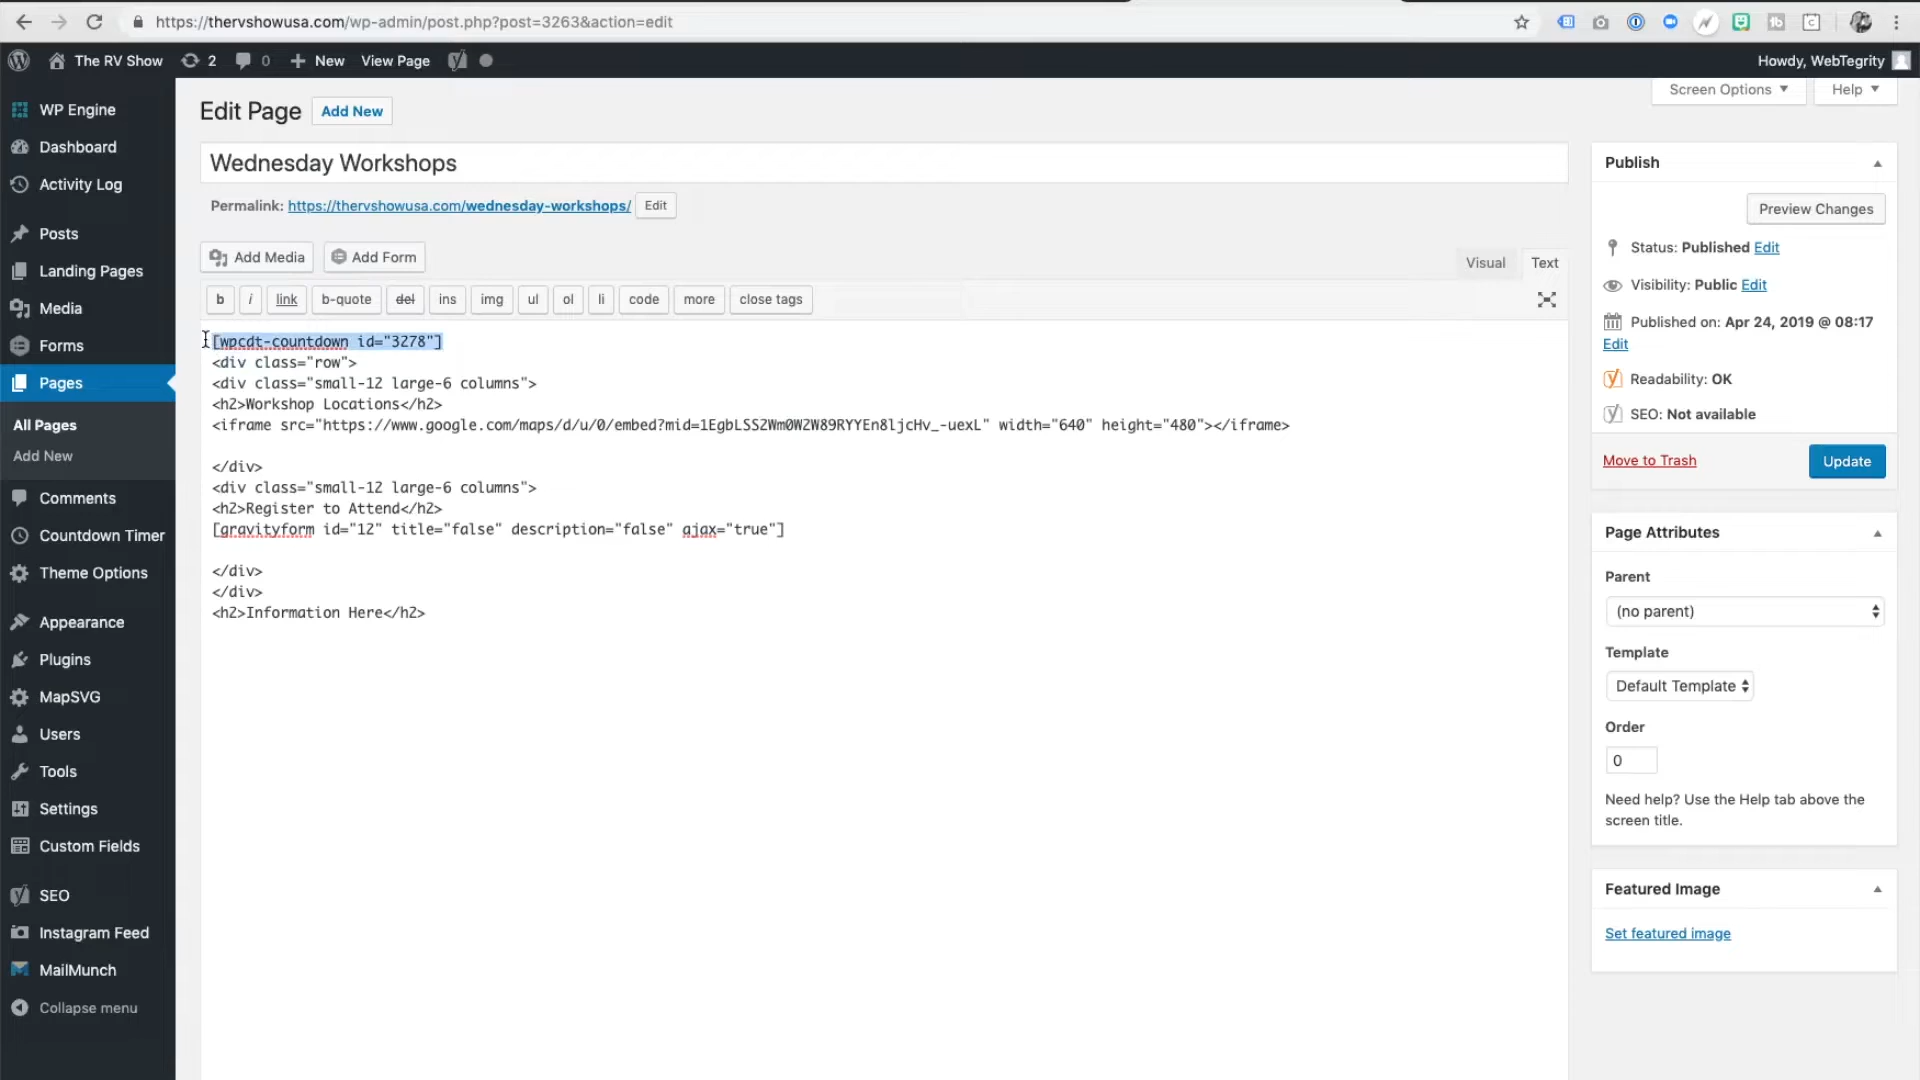 https://thervshowusa.com/wp-admin/post.php?post=3263&action=edit
The RV Show 2 0 New View Page Howdy, WebTegrity
WP Engine
Dashboard
Activity Log
Posts
Landing Pages
Media
Forms
Pages
All Pages
Add New
Comments
Countdown Timer
Theme Options
Appearance
Plugins
MapSVG
Users
Tools
Settings
Custom Fields
SEO
Instagram Feed
MailMunch
Collapse menu
Screen Options Help
Edit Page Add New
Wednesday Workshops
Permalink: https://thervshowusa.com/wednesday-workshops/ Edit
Add Media Add Form
Visual Text
b i link b-quote del ins img ul ol li code more close tags
[wpcdt-countdown id="3278"]
<div class="row">
<div class="small-12 large-6 columns">
<h2>Workshop Locations</h2>
<iframe src="https://www.google.com/maps/d/u/0/embed?mid=1EgbLSS2Wm0W2W89RYYEn8ljcHv_-uexL" width="640" height="480"></iframe>
</div>
<div class="small-12 large-6 columns">
<h2>Register to Attend</h2>
[gravityform id="12" title="false" description="false" ajax="true"]
</div>
</div>
<h2>Information Here</h2>
Publish
Preview Changes
Status: Published Edit
Visibility: Public Edit
Published on: Apr 24, 2019 @ 08:17
Edit
Readability: OK
SEO: Not available
Move to Trash Update
Page Attributes
Parent
(no parent)
Template
Default Template
Order
0
Need help? Use the Help tab above the
screen title.
Featured Image
Set featured image